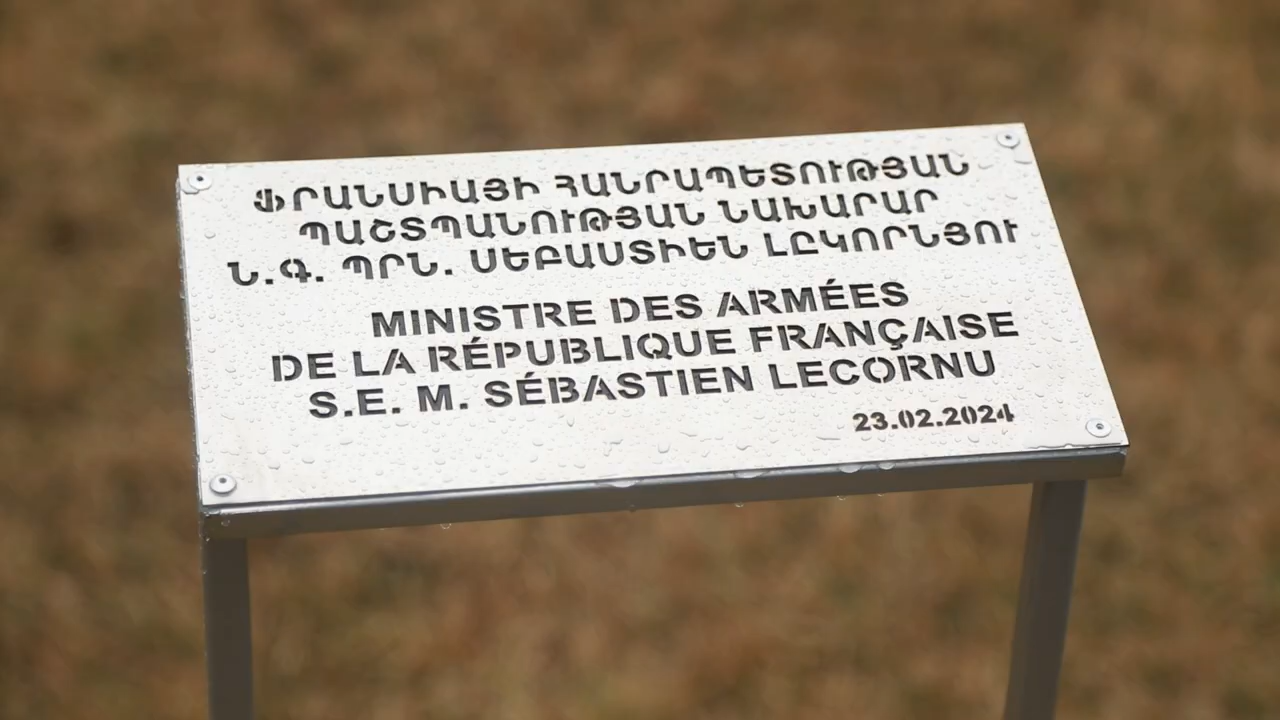 ՖՐԱՆՍԻԱՅԻ ՀԱՆՐԱՊԵՏՈՒԹՅԱՆ
ՊԱՇՏՊԱՆՈՒԹՅԱՆ ՆԱԽԱՐԱՐ
Ն.Գ. ՊՐՆ. ՍԵԲԱՍՏԻԵՆ ԼԸԿՈՐՆՅՈՒ
MINISTRE DES ARMÉES
DE LA RÉPUBLIQUE FRANÇAISE
S.E. M. SÉBASTIEN LECORNU
23.02.2024